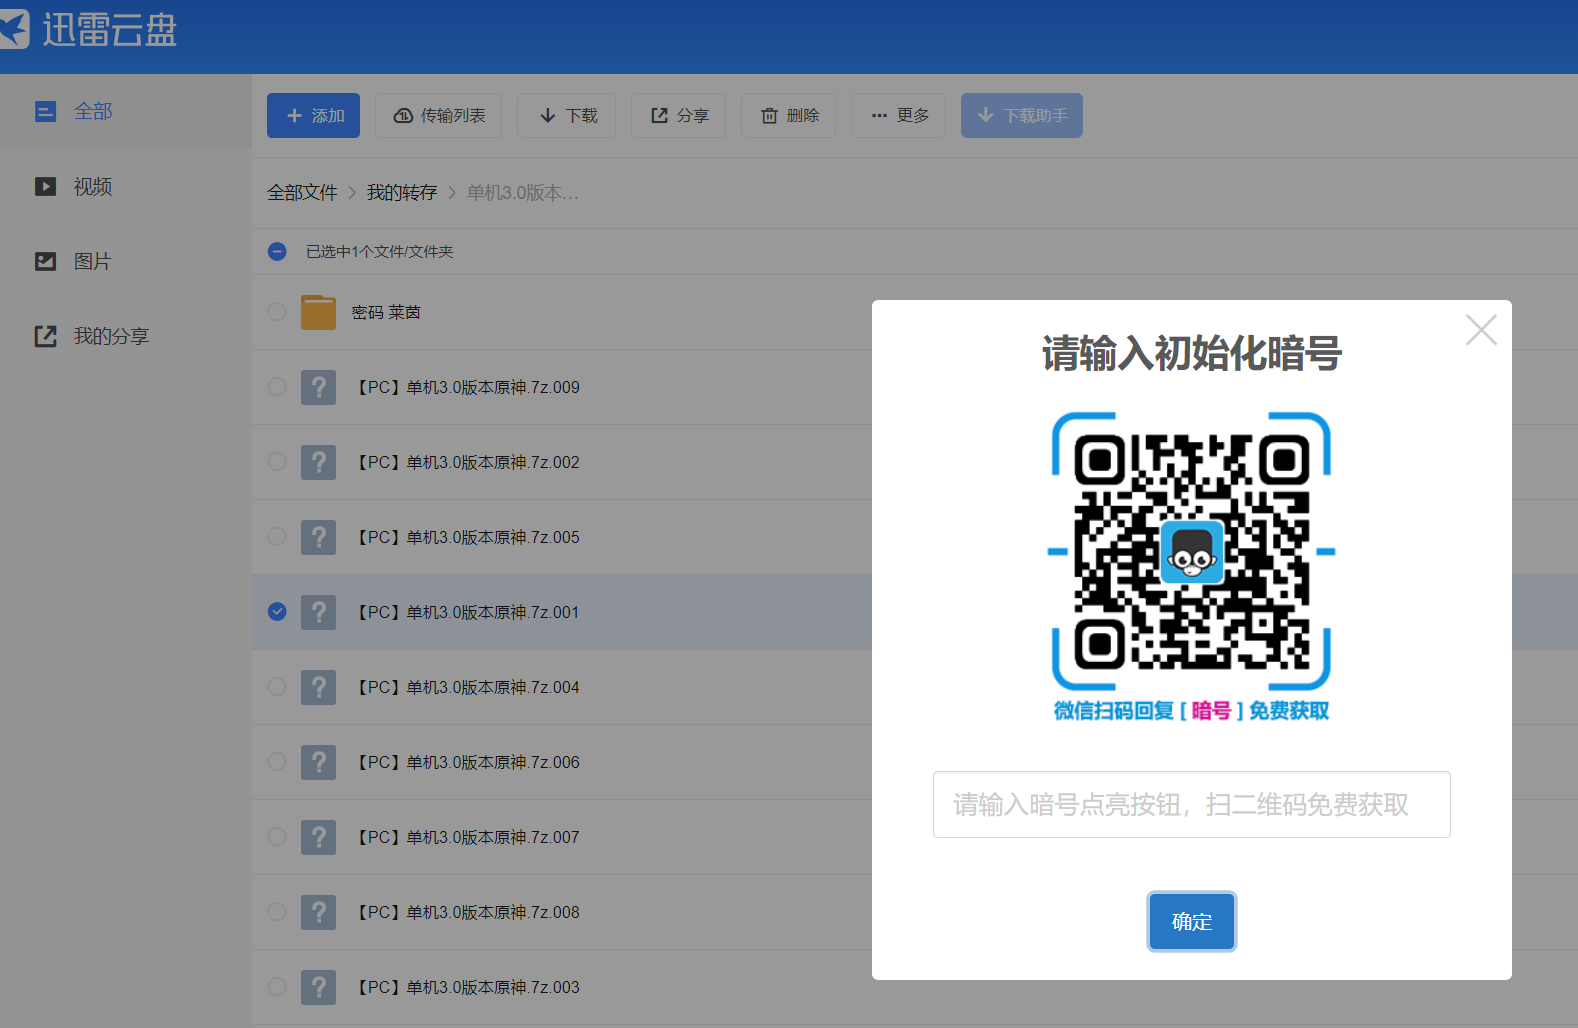 迅雷云盘
全部
视频
图片
我的分享
添加
传输列表
下载
分享
删除
更多
下载助手
全部文件 > 我的转存 > 单机3.0版本...
已选中1个文件/文件夹
密码 莱茵
【PC】单机3.0版本原神.7z.009
【PC】单机3.0版本原神.7z.002
【PC】单机3.0版本原神.7z.005
【PC】单机3.0版本原神.7z.001
【PC】单机3.0版本原神.7z.004
【PC】单机3.0版本原神.7z.006
【PC】单机3.0版本原神.7z.007
【PC】单机3.0版本原神.7z.008
【PC】单机3.0版本原神.7z.003
请输入初始化暗号
微信扫码回复 [ 暗号 ] 免费获取
请输入暗号点亮按钮，扫二维码免费获取
确定